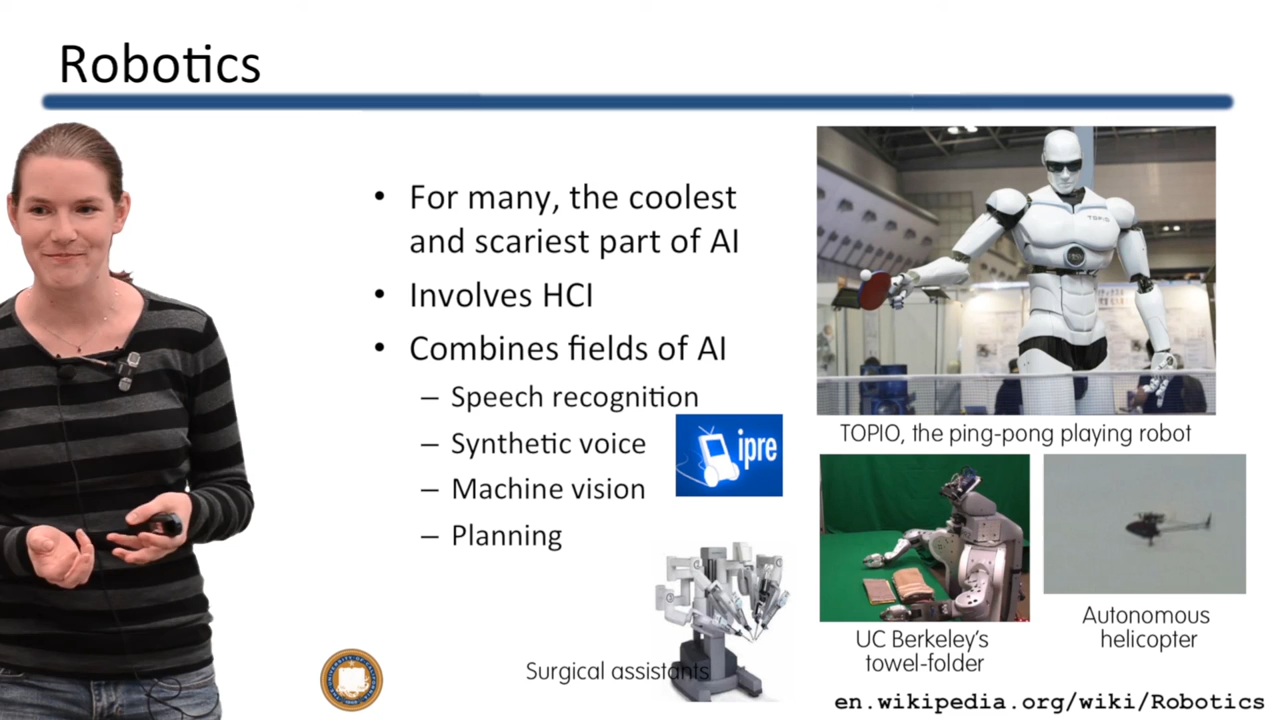 Robotics
• For many, the coolest
and scariest part of AI
• Involves HCI
• Combines fields of AI
– Speech recognition
– Synthetic voice
– Machine vision
– Planning
ipre
Surgical assistants
TOPIO
TOPIO, the ping-pong playing robot
UC Berkeley's
towel-folder
Autonomous
helicopter
en.wikipedia.org/wiki/Robotics